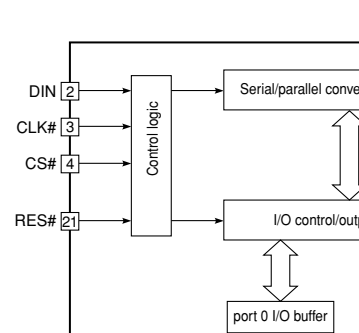 DIN 2
CLK# 3
CS# 4
RES# 21
Control logic
Serial/parallel conve
I/O control/outp
port 0 I/O buffer